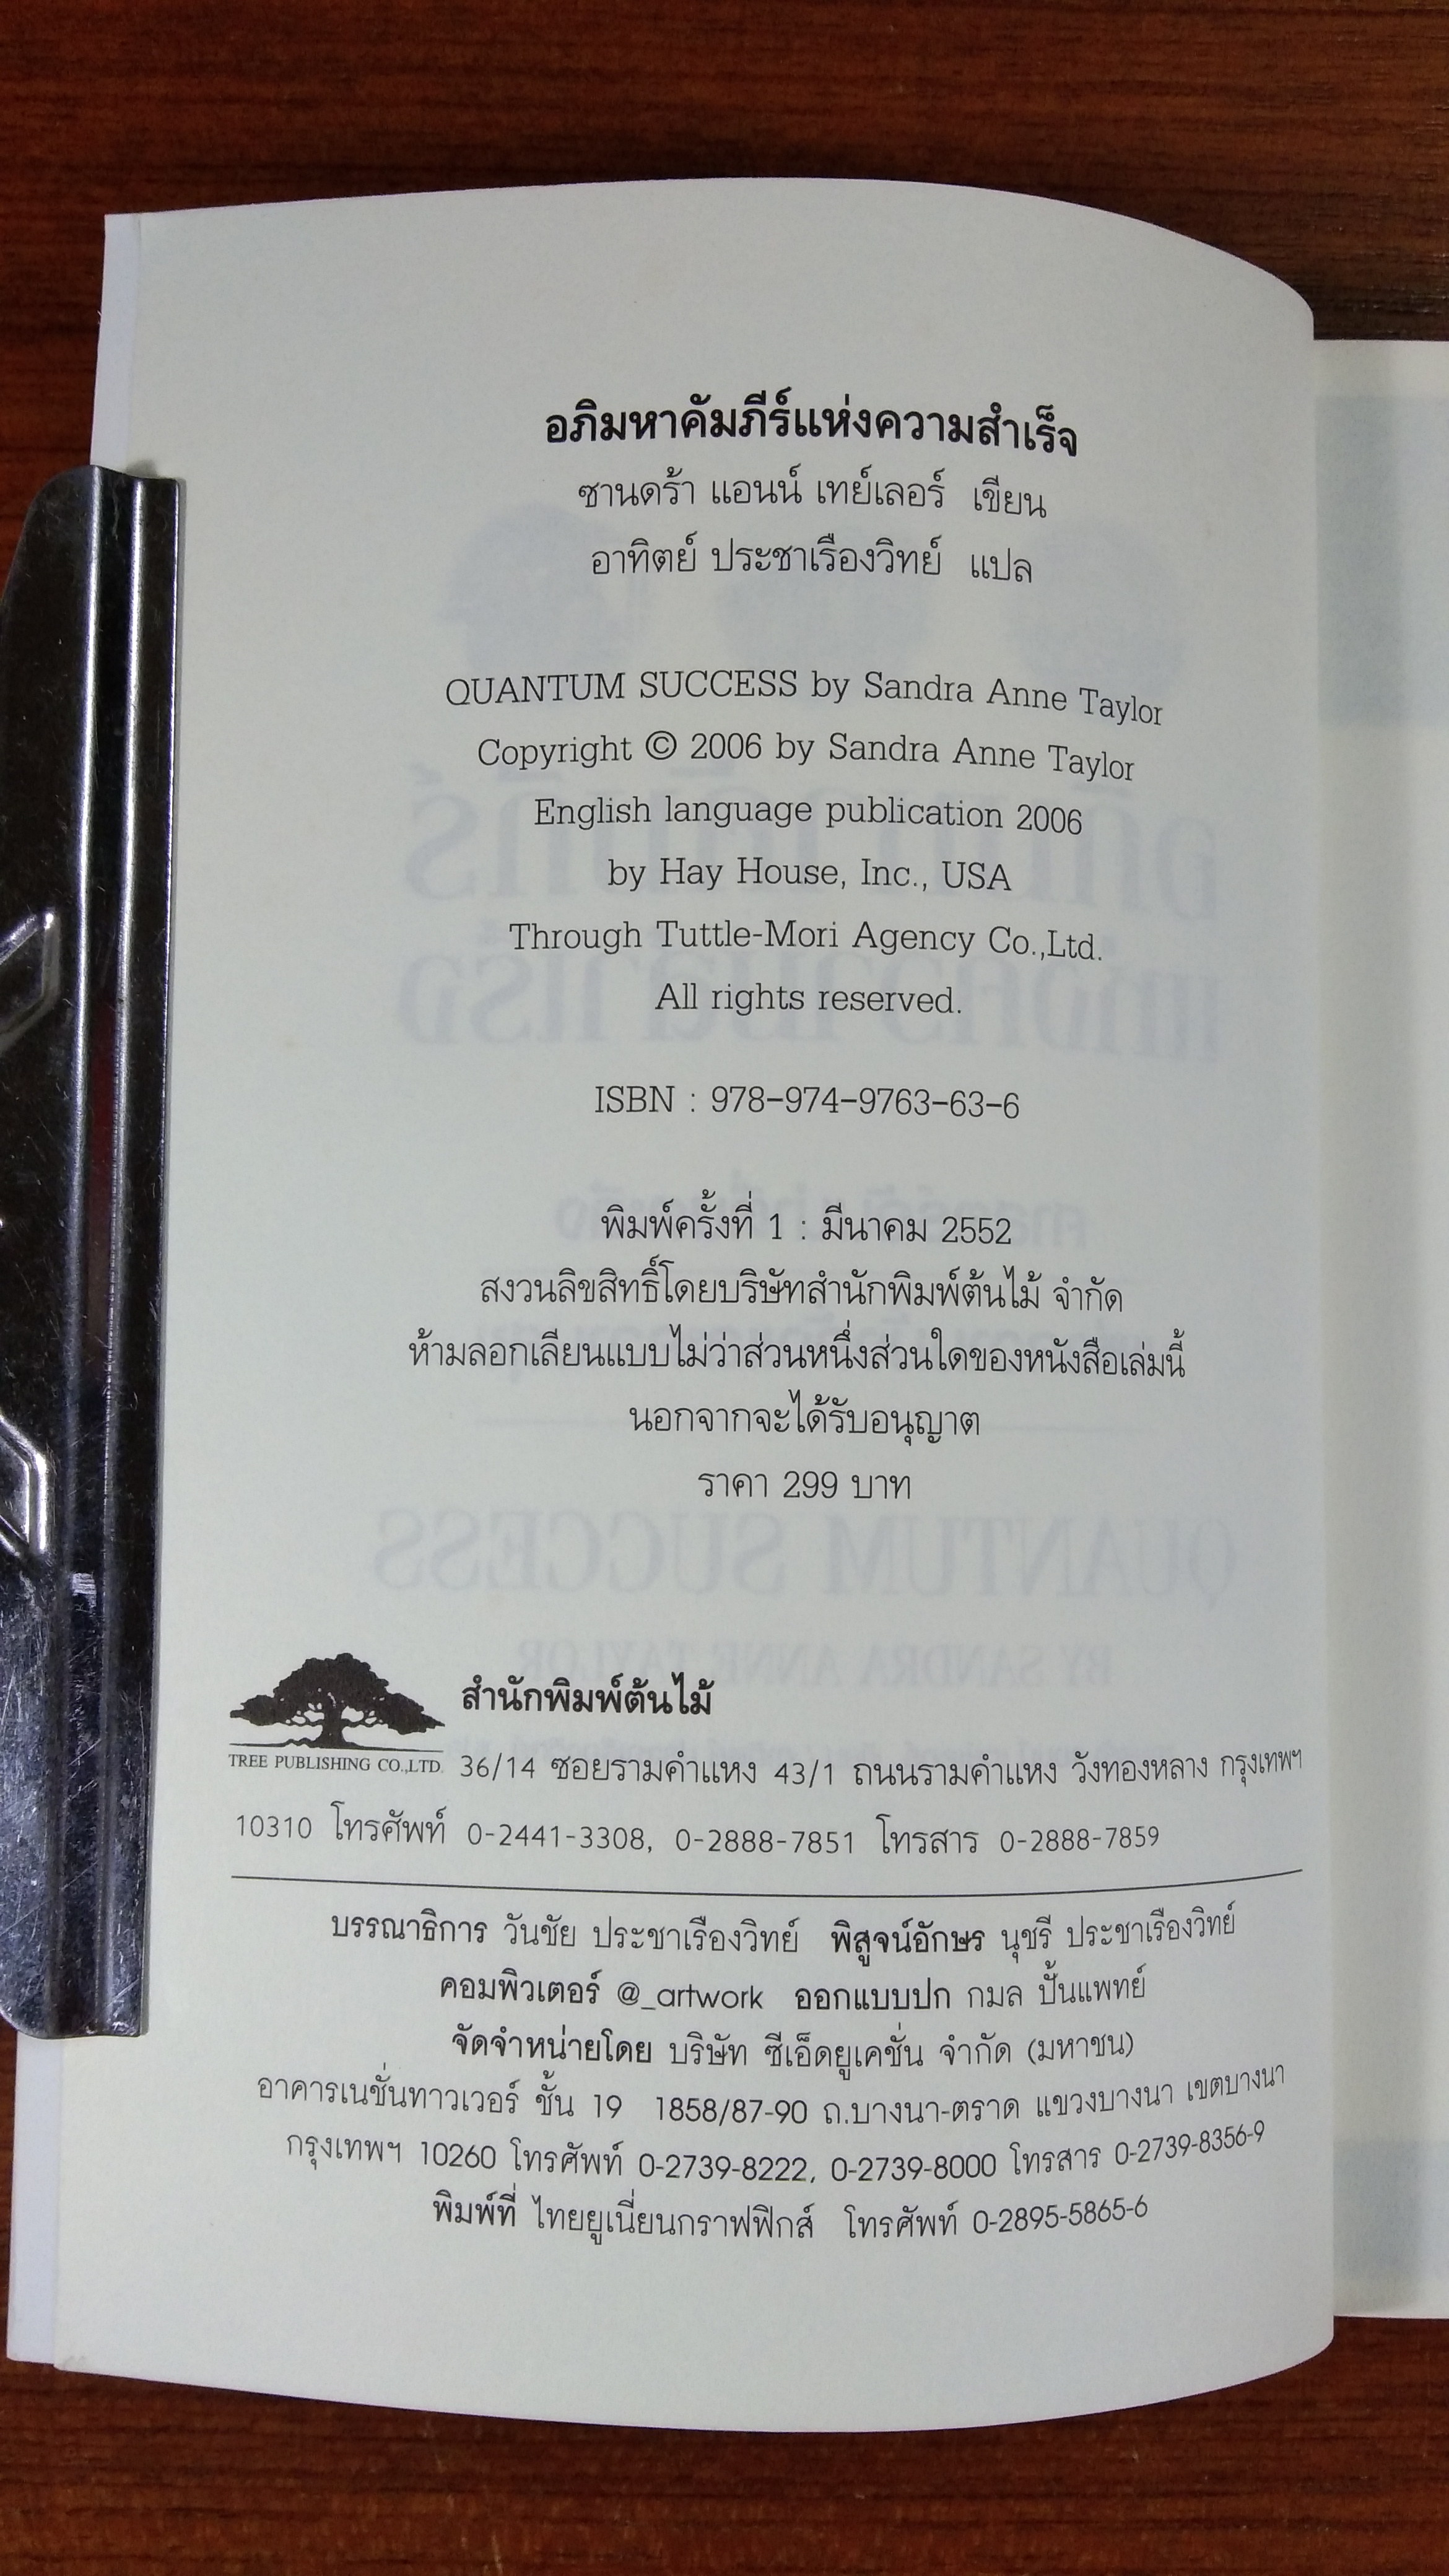 อภิมหาคัมภีร์แห่งความสำเร็จ
ซานดร้า แอนน์ เทย์เลอร์ เขียน
อาทิตย์ ประชาเรืองวิทย์ แปล
QUANTUM SUCCESS by Sandra Anne Taylor
Copyright © 2006 by Sandra Anne Taylor
English language publication 2006
by Hay House, Inc., USA
Through Tuttle-Mori Agency Co.,Ltd.
All rights reserved.
ISBN : 978-974-9763-63-6
พิมพ์ครั้งที่ 1 : มีนาคม 2552
สงวนลิขสิทธิ์โดยบริษัทสำนักพิมพ์ต้นไม้ จำกัด
ห้ามลอกเลียนแบบไม่ว่าส่วนหนึ่งส่วนใดของหนังสือเล่มนี้
นอกจากจะได้รับอนุญาต
ราคา 299 บาท
สำนักพิมพ์ต้นไม้
TREE PUBLISHING CO.,LTD.
36/14 ซอยรามคำแหง 43/1 ถนนรามคำแหง วังทองหลาง กรุงเทพฯ
10310 โทรศัพท์ 0-2441-3308, 0-2888-7851 โทรสาร 0-2888-7859
บรรณาธิการ วันชัย ประชาเรืองวิทย์ พิสูจน์อักษร นุชรี ประชาเรืองวิทย์
คอมพิวเตอร์ @_artwork ออกแบบปก กมล ปั้นแพทย์
จัดจำหน่ายโดย บริษัท ซีเอ็ดยูเคชั่น จำกัด (มหาชน)
อาคารเนชั่นทาวเวอร์ ชั้น 19 1858/87-90 ถ.บางนา-ตราด แขวงบางนา เขตบางนา
กรุงเทพฯ 10260 โทรศัพท์ 0-2739-8222, 0-2739-8000 โทรสาร 0-2739-8356-9
พิมพ์ที่ ไทยยูเนี่ยนกราฟฟิกส์ โทรศัพท์ 0-2895-5865-6